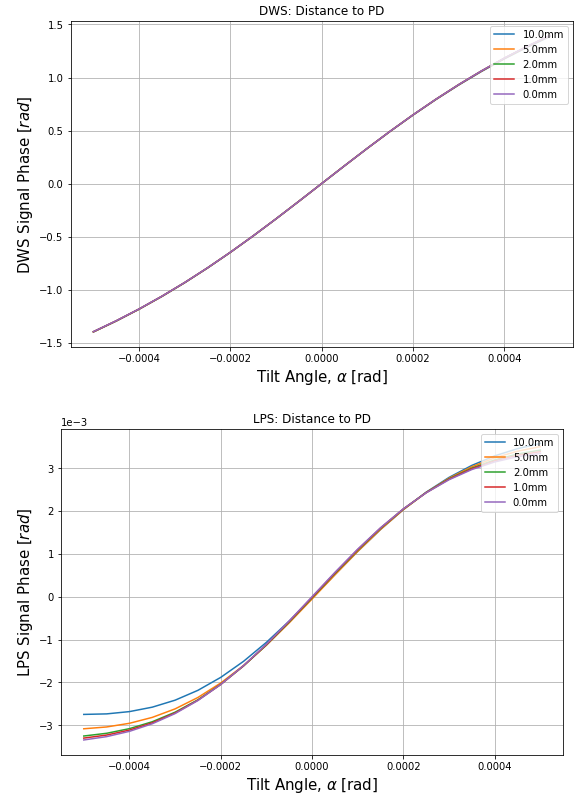 DWS: Distance to PD
1.5
1.0
0.5
0.0
−0.5
−1.0
−1.5
DWS Signal Phase [rad]
10.0mm
5.0mm
2.0mm
1.0mm
0.0mm
−0.0004 −0.0002 0.0000 0.0002 0.0004
Tilt Angle, α [rad]
LPS: Distance to PD
1e−3
3
2
1
0
−1
−2
−3
LPS Signal Phase [rad]
10.0mm
5.0mm
2.0mm
1.0mm
0.0mm
−0.0004 −0.0002 0.0000 0.0002 0.0004
Tilt Angle, α [rad]